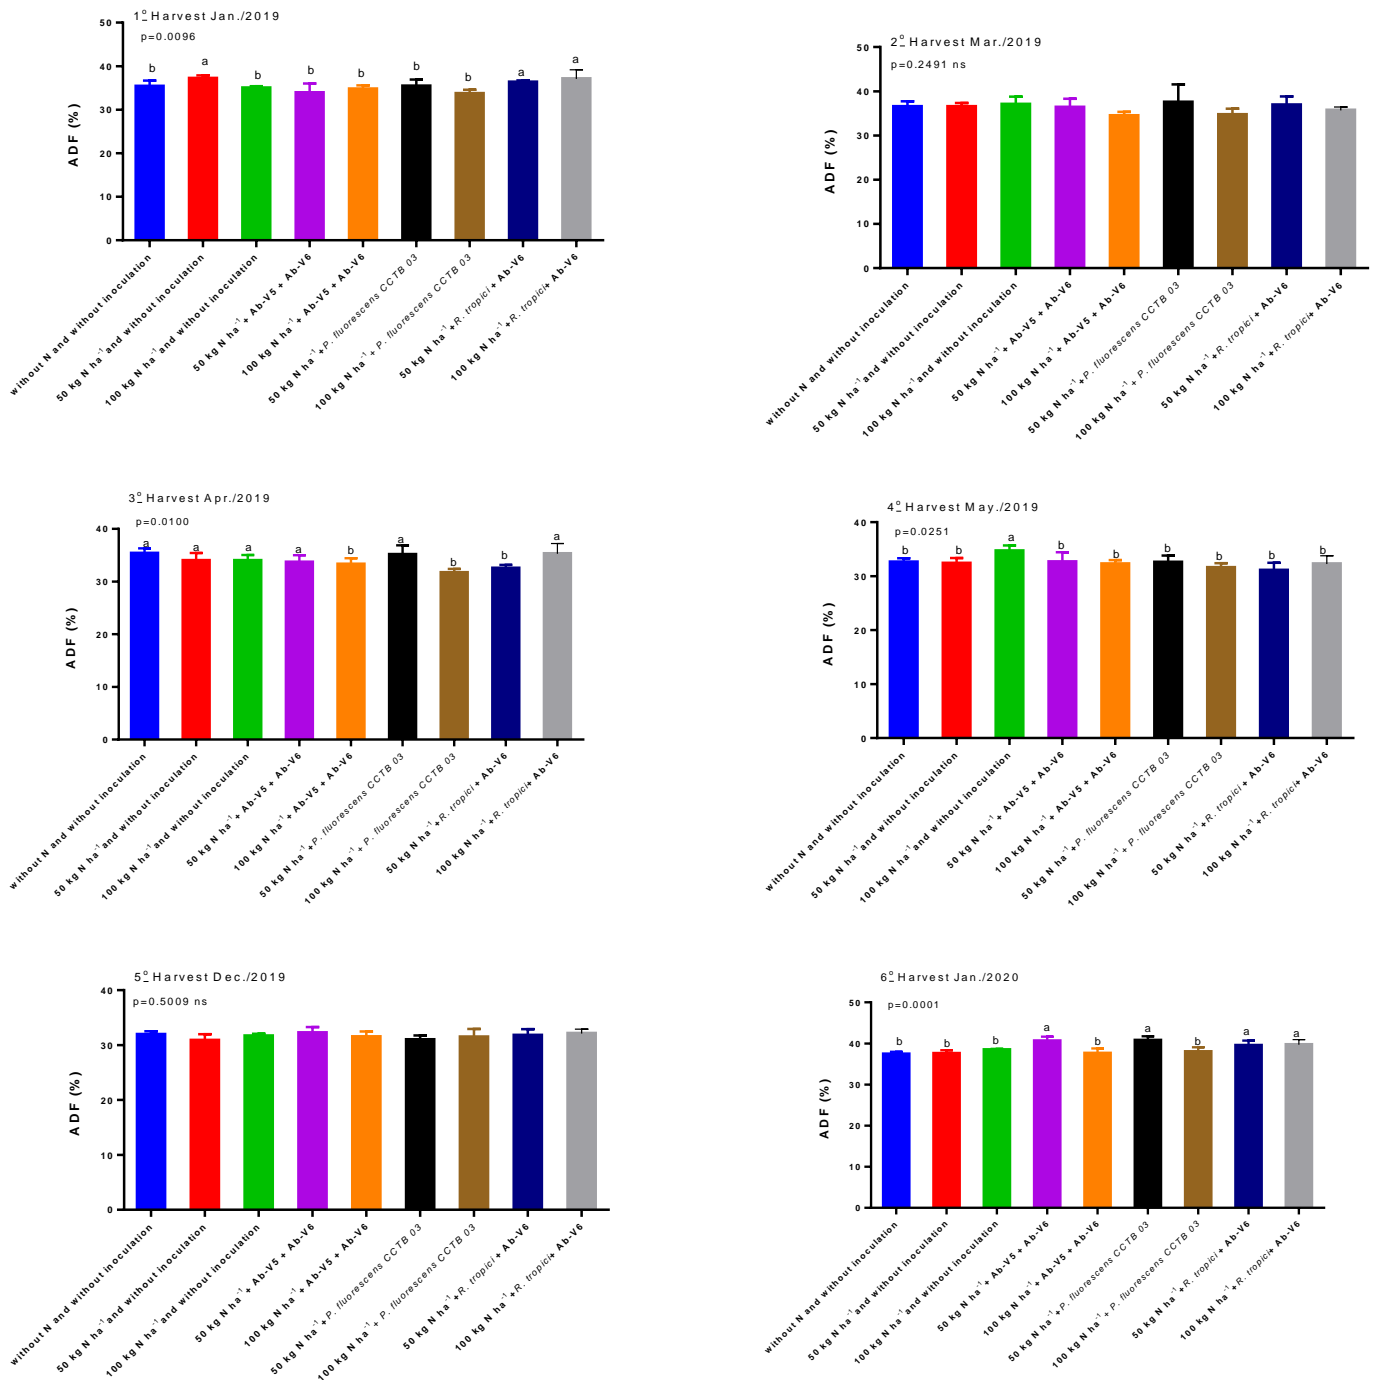 1º Harvest Jan./2019
p=0.0096
ADF (%)
50
40
30
20
10
0
b
a
b
b
b
b
b
a
a
without N and without inoculation
50 kg N ha⁻¹ and without inoculation
100 kg N ha⁻¹ and without inoculation
50 kg N ha⁻¹ + Ab-V5 + Ab-V6
100 kg N ha⁻¹ + Ab-V5 + Ab-V6
50 kg N ha⁻¹ + P. fluorescens CCTB 03
100 kg N ha⁻¹ + P. fluorescens CCTB 03
50 kg N ha⁻¹ + R. tropici + Ab-V6
100 kg N ha⁻¹ + R. tropici + Ab-V6
2º Harvest Mar./2019
p=0.2491 ns
ADF (%)
50
40
30
20
10
0
without N and without inoculation
50 kg N ha⁻¹ and without inoculation
100 kg N ha⁻¹ and without inoculation
50 kg N ha⁻¹ + Ab-V5 + Ab-V6
100 kg N ha⁻¹ + Ab-V5 + Ab-V6
50 kg N ha⁻¹ + P. fluorescens CCTB 03
100 kg N ha⁻¹ + P. fluorescens CCTB 03
50 kg N ha⁻¹ + R. tropici + Ab-V6
100 kg N ha⁻¹ + R. tropici + Ab-V6
3º Harvest Apr./2019
p=0.0100
ADF (%)
40
30
20
10
0
a
a
a
a
b
a
b
b
a
without N and without inoculation
50 kg N ha⁻¹ and without inoculation
100 kg N ha⁻¹ and without inoculation
50 kg N ha⁻¹ + Ab-V5 + Ab-V6
100 kg N ha⁻¹ + Ab-V5 + Ab-V6
50 kg N ha⁻¹ + P. fluorescens CCTB 03
100 kg N ha⁻¹ + P. fluorescens CCTB 03
50 kg N ha⁻¹ + R. tropici + Ab-V6
100 kg N ha⁻¹ + R. tropici + Ab-V6
4º Harvest May./2019
p=0.0251
ADF (%)
40
30
20
10
0
b
b
a
b
b
b
b
b
b
without N and without inoculation
50 kg N ha⁻¹ and without inoculation
100 kg N ha⁻¹ and without inoculation
50 kg N ha⁻¹ + Ab-V5 + Ab-V6
100 kg N ha⁻¹ + Ab-V5 + Ab-V6
50 kg N ha⁻¹ + P. fluorescens CCTB 03
100 kg N ha⁻¹ + P. fluorescens CCTB 03
50 kg N ha⁻¹ + R. tropici + Ab-V6
100 kg N ha⁻¹ + R. tropici + Ab-V6
5º Harvest Dec./2019
p=0.5009 ns
ADF (%)
40
30
20
10
0
without N and without inoculation
50 kg N ha⁻¹ and without inoculation
100 kg N ha⁻¹ and without inoculation
50 kg N ha⁻¹ + Ab-V5 + Ab-V6
100 kg N ha⁻¹ + Ab-V5 + Ab-V6
50 kg N ha⁻¹ + P. fluorescens CCTB 03
100 kg N ha⁻¹ + P. fluorescens CCTB 03
50 kg N ha⁻¹ + R. tropici + Ab-V6
100 kg N ha⁻¹ + R. tropici + Ab-V6
6º Harvest Jan./2020
p=0.0001
ADF (%)
50
40
30
20
10
0
b
b
b
a
b
a
b
a
a
without N and without inoculation
50 kg N ha⁻¹ and without inoculation
100 kg N ha⁻¹ and without inoculation
50 kg N ha⁻¹ + Ab-V5 + Ab-V6
100 kg N ha⁻¹ + Ab-V5 + Ab-V6
50 kg N ha⁻¹ + P. fluorescens CCTB 03
100 kg N ha⁻¹ + P. fluorescens CCTB 03
50 kg N ha⁻¹ + R. tropici + Ab-V6
100 kg N ha⁻¹ + R. tropici + Ab-V6